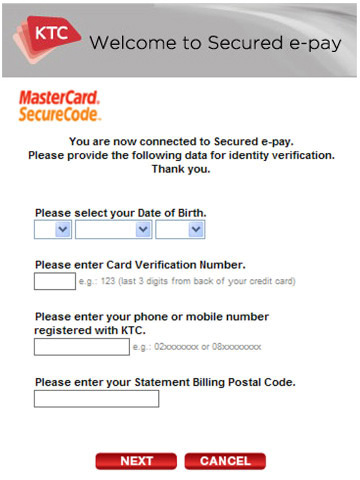 KTC
Welcome to Secured e-pay
MasterCard.
SecureCode.
You are now connected to Secured e-pay.
Please provide the following data for identity verification.
Thank you.
Please select your Date of Birth.
Please enter Card Verification Number.
e.g.: 123 (last 3 digits from back of your credit card)
Please enter your phone or mobile number
registered with KTC.
e.g.: 02xxxxxxx or 08xxxxxxxx
Please enter your Statement Billing Postal Code.
NEXT CANCEL